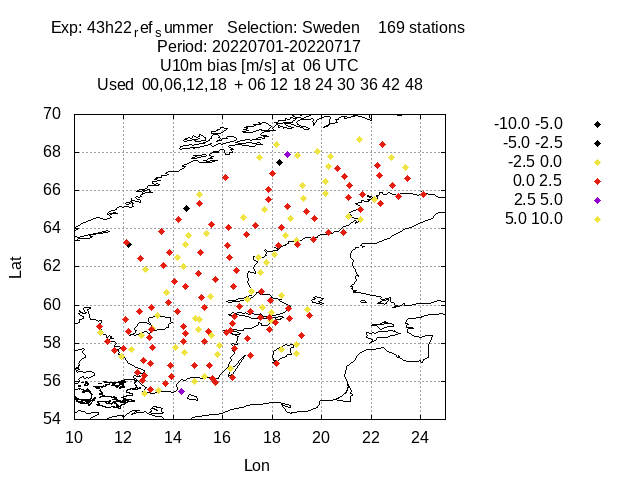 Exp: 43h22refsummer Selection: Sweden 169 stations
Period: 20220701-20220717
U10m bias [m/s] at 06 UTC
Used 00,06,12,18 + 06 12 18 24 30 36 42 48
70
68
66
64
62
60
58
56
54
10 12 14 16 18 20 22 24
Lat
Lon
-10.0 -5.0
-5.0 -2.5
-2.5 0.0
0.0 2.5
2.5 5.0
5.0 10.0